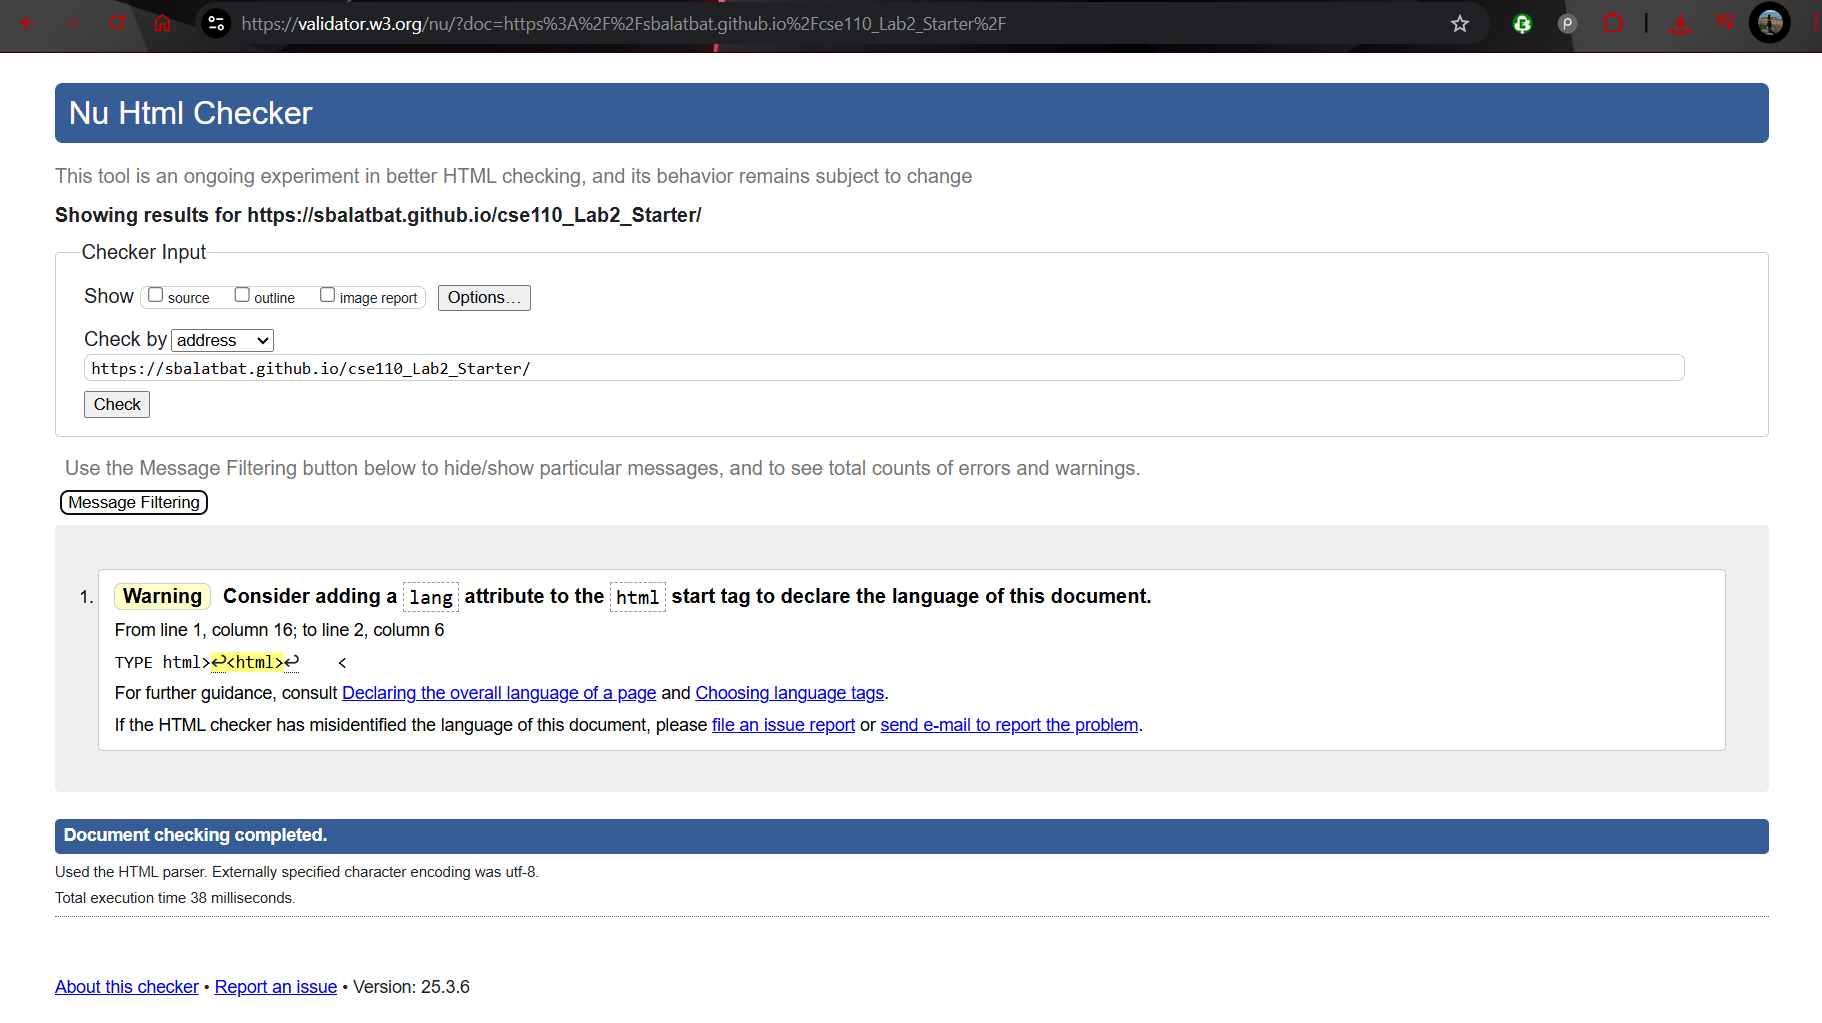 https://validator.w3.org/nu/?doc=https%3A%2F%2Fsbalatbat.github.io%2Fcse110_Lab2_Starter%2F
Nu Html Checker
This tool is an ongoing experiment in better HTML checking, and its behavior remains subject to change
Showing results for https://sbalatbat.github.io/cse110_Lab2_Starter/
Checker Input
Show source outline image report Options...
Check by address
https://sbalatbat.github.io/cse110_Lab2_Starter/
Check
Use the Message Filtering button below to hide/show particular messages, and to see total counts of errors and warnings.
Message Filtering
1. Warning Consider adding a lang attribute to the html start tag to declare the language of this document.
From line 1, column 16; to line 2, column 6
TYPE html>↩<html>↩    <
For further guidance, consult Declaring the overall language of a page and Choosing language tags.
If the HTML checker has misidentified the language of this document, please file an issue report or send e-mail to report the problem.
Document checking completed.
Used the HTML parser. Externally specified character encoding was utf-8.
Total execution time 38 milliseconds.
About this checker • Report an issue • Version: 25.3.6